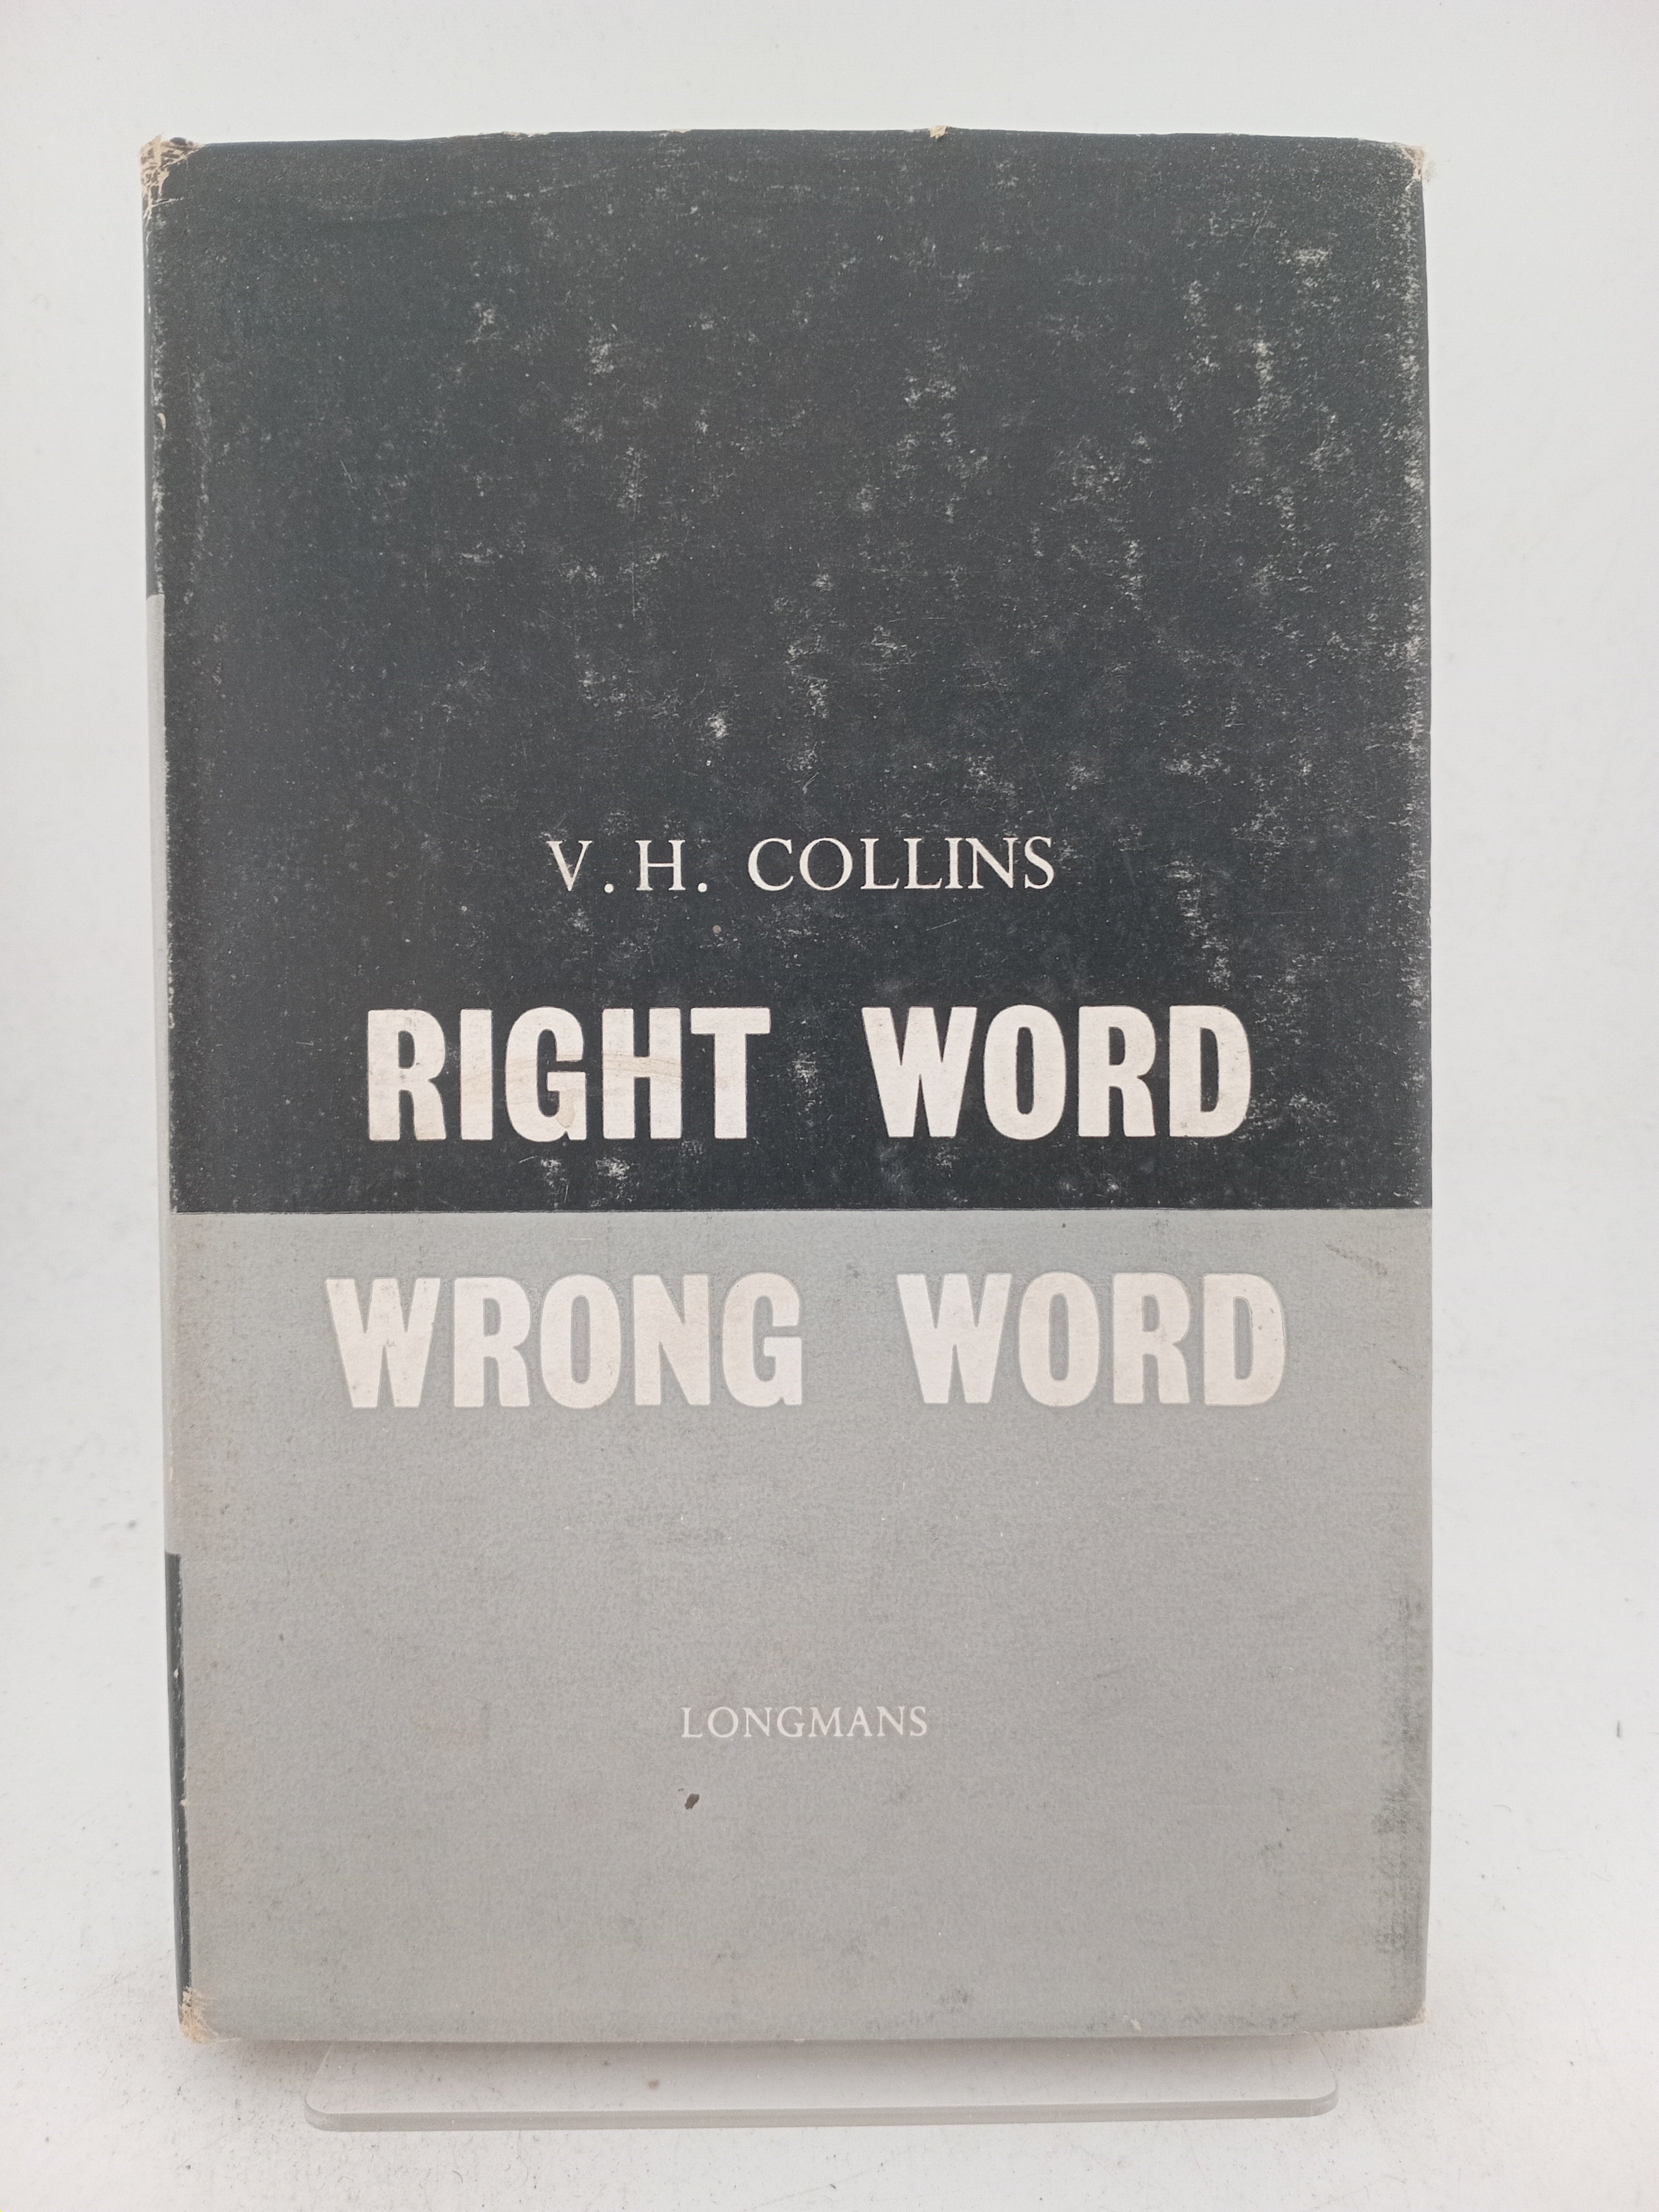 V. H. COLLINS
RIGHT WORD
WRONG WORD
LONGMANS